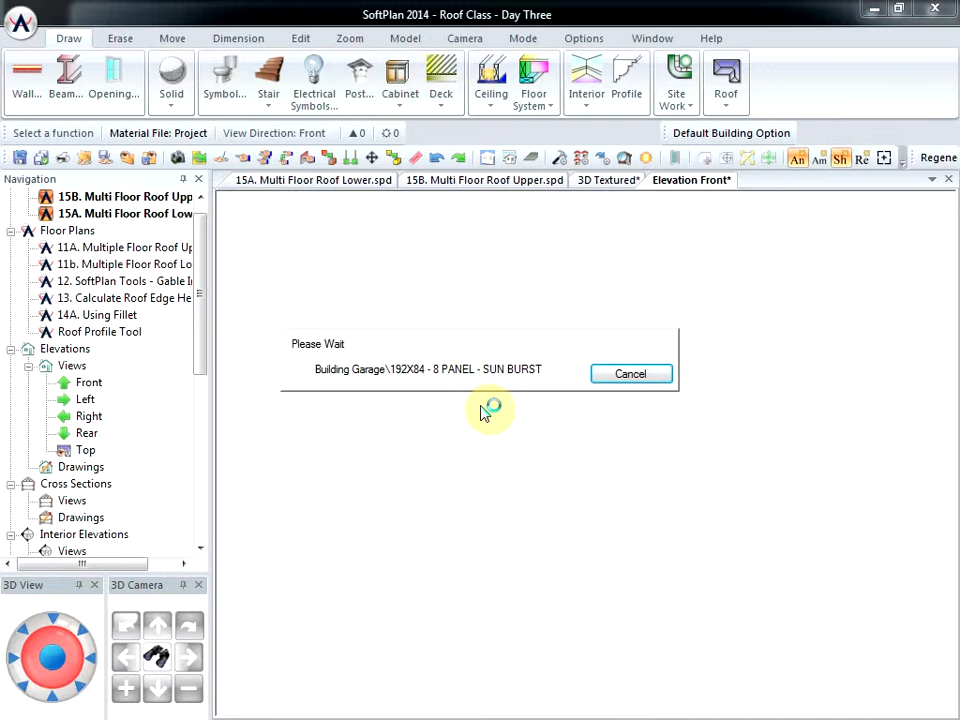 SoftPlan 2014 - Roof Class - Day Three
Draw Erase Move Dimension Edit Zoom Model Camera Mode Options Window Help
Wall... Beam... Opening... Solid Symbol... Stair Electrical Symbols... Post... Cabinet Deck Ceiling Floor System Interior Profile Site Work Roof
Select a function Material File: Project View Direction: Front 0 0 Default Building Option
An Am Sh Re Regene
Navigation
15A. Multi Floor Roof Lower.spd 15B. Multi Floor Roof Upper.spd 3D Textured* Elevation Front*
15B. Multi Floor Roof Upp
15A. Multi Floor Roof Low
Floor Plans
11A. Multiple Floor Roof Up
11b. Multiple Floor Roof Lo
12. SoftPlan Tools - Gable In
13. Calculate Roof Edge He
14A. Using Fillet
Roof Profile Tool
Elevations
Views
Front
Left
Right
Rear
Top
Drawings
Cross Sections
Views
Drawings
Interior Elevations
Views
Please Wait
Building Garage\192X84 - 8 PANEL - SUN BURST
Cancel
3D View 3D Camera